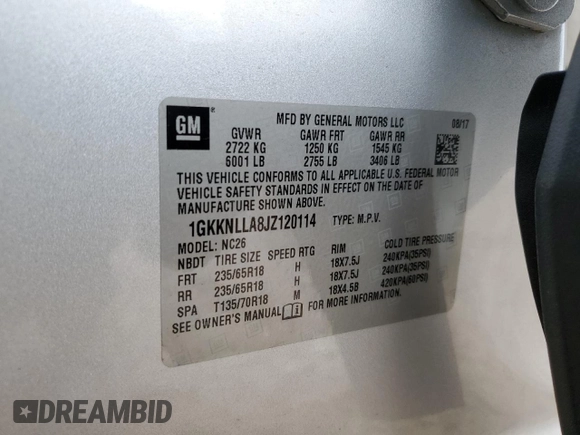 GM®
MFD BY GENERAL MOTORS LLC 08/17
GVWR GAWR FRT GAWR RR
2722 KG 1250 KG 1545 KG
6001 LB 2755 LB 3406 LB
THIS VEHICLE CONFORMS TO ALL APPLICABLE U.S. FEDERAL MOTOR
VEHICLE SAFETY STANDARDS IN EFFECT ON THE DATE OF
MANUFACTURE SHOWN ABOVE.
1GKKNLLA8JZ120114 TYPE: M.P.V.
MODEL: NC26
NBDT TIRE SIZE SPEED RTG RIM COLD TIRE PRESSURE
FRT 235/65R18 H 18X7.5J 240KPA(35PSI)
RR 235/65R18 H 18X7.5J 240KPA(35PSI)
SPA T135/70R18 M 18X4.5B 420KPA(60PSI)
SEE OWNER'S MANUAL FOR MORE INFORMATION.
DREAMBID